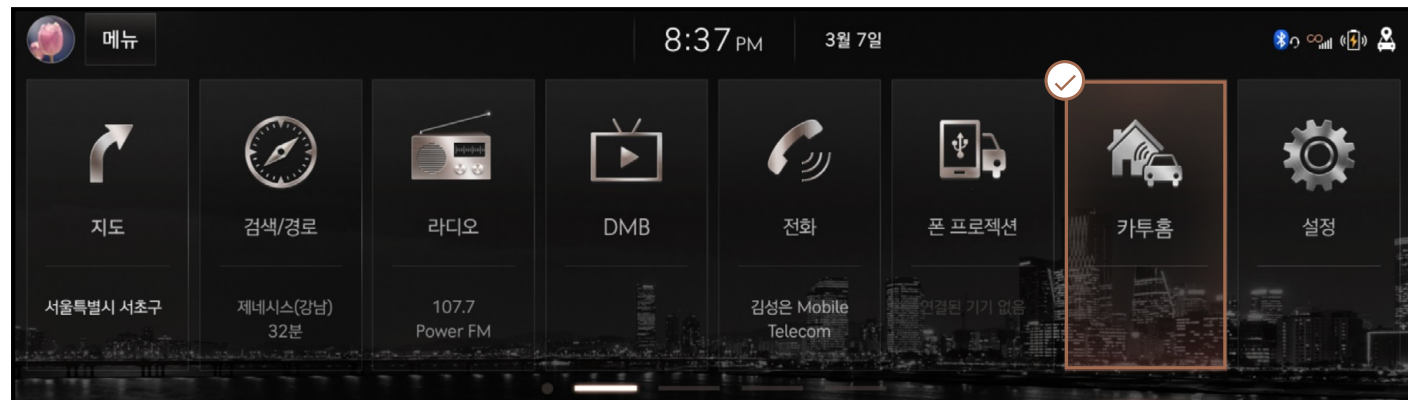 메뉴
8:37 PM
3월 7일
지도
검색/경로
라디오
DMB
전화
폰 프로젝션
카투홈
설정
서울특별시 서초구
제네시스(강남)
32분
107.7
Power FM
김성은 Mobile
Telecom
연결된 기기 없음